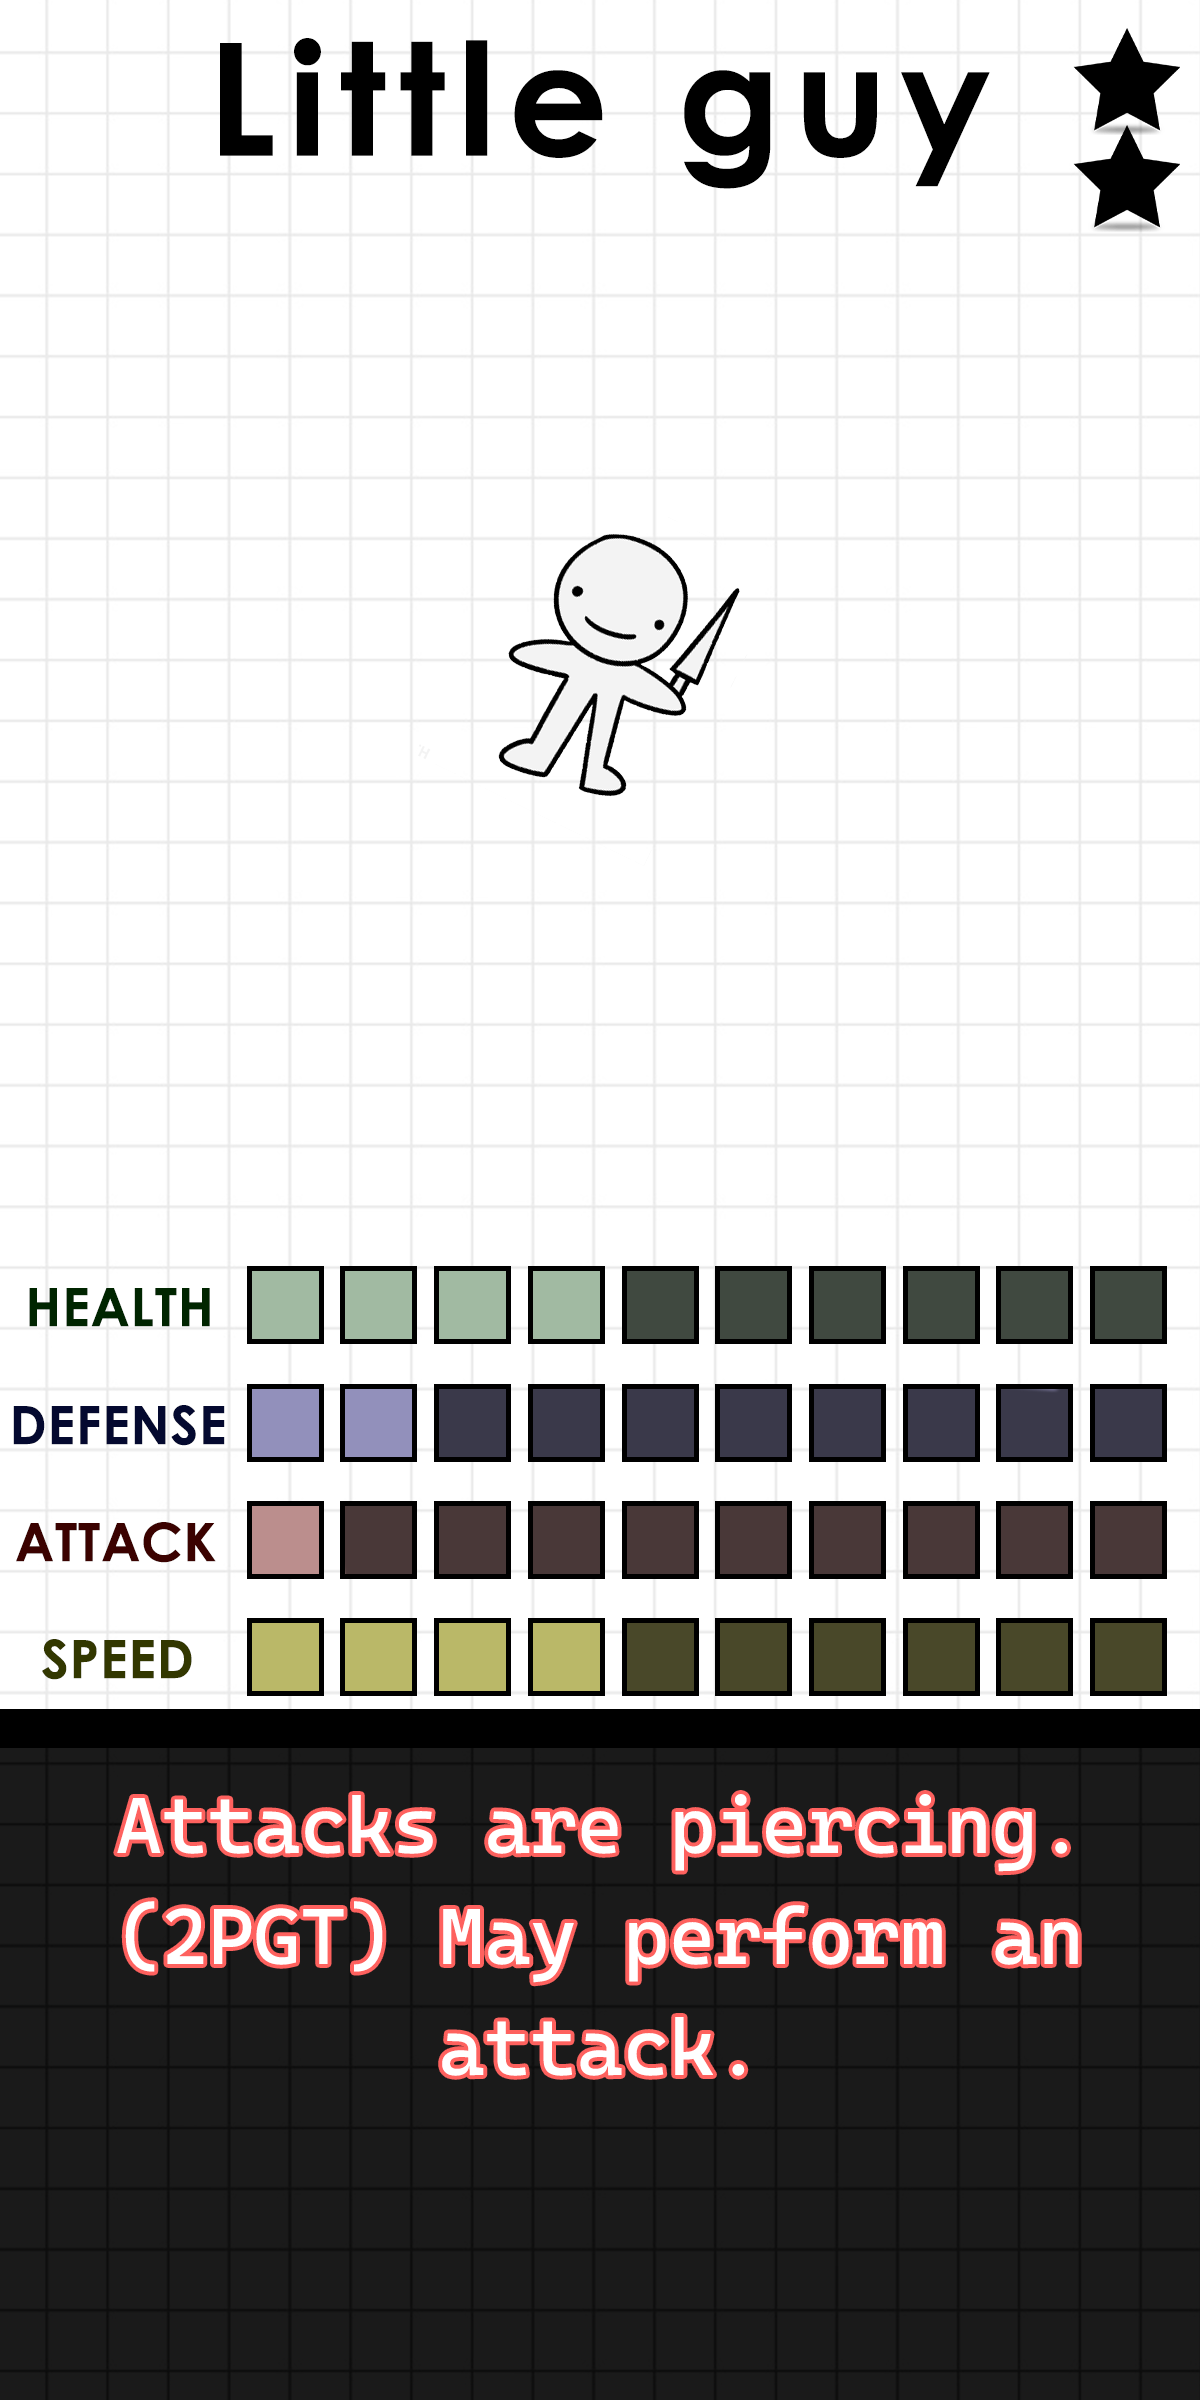 Little guy
HEALTH
DEFENSE
ATTACK
SPEED
Attacks are piercing.
(2PGT) May perform an
attack.